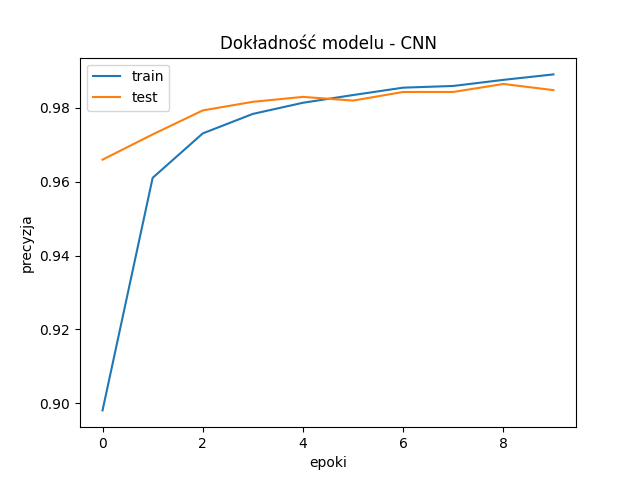 Dokładność modelu - CNN
train
test
precyzja
0.98
0.96
0.94
0.92
0.90
0 2 4 6 8
epoki